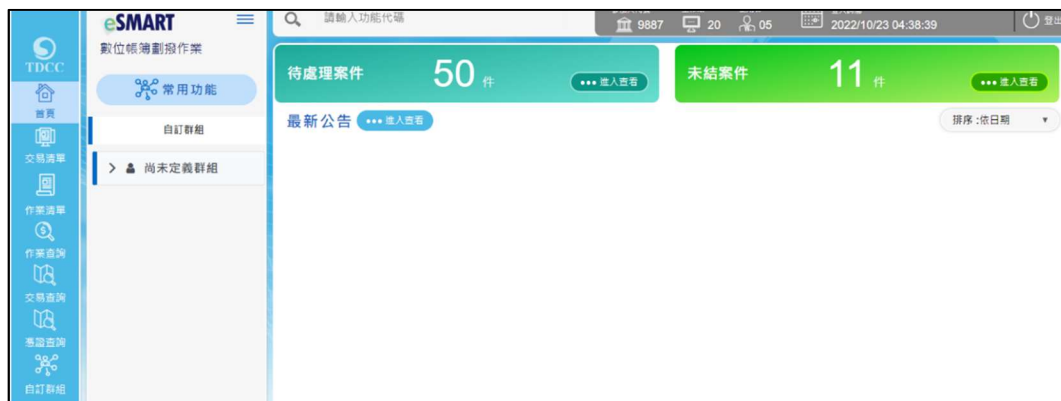 TDCC
首頁
交易清單
作業清單
作業查詢
交易查詢
憑證查詢
自訂群組
eSMART
數位帳簿劃撥作業
常用功能
自訂群組
尚未定義群組
請輸入功能代碼
9887
20
05
2022/10/23 04:38:39
登出
待處理案件 50 件 ••• 進入查看
未結案件 11 件 ••• 進入查看
最新公告 ••• 進入查看
排序 :依日期